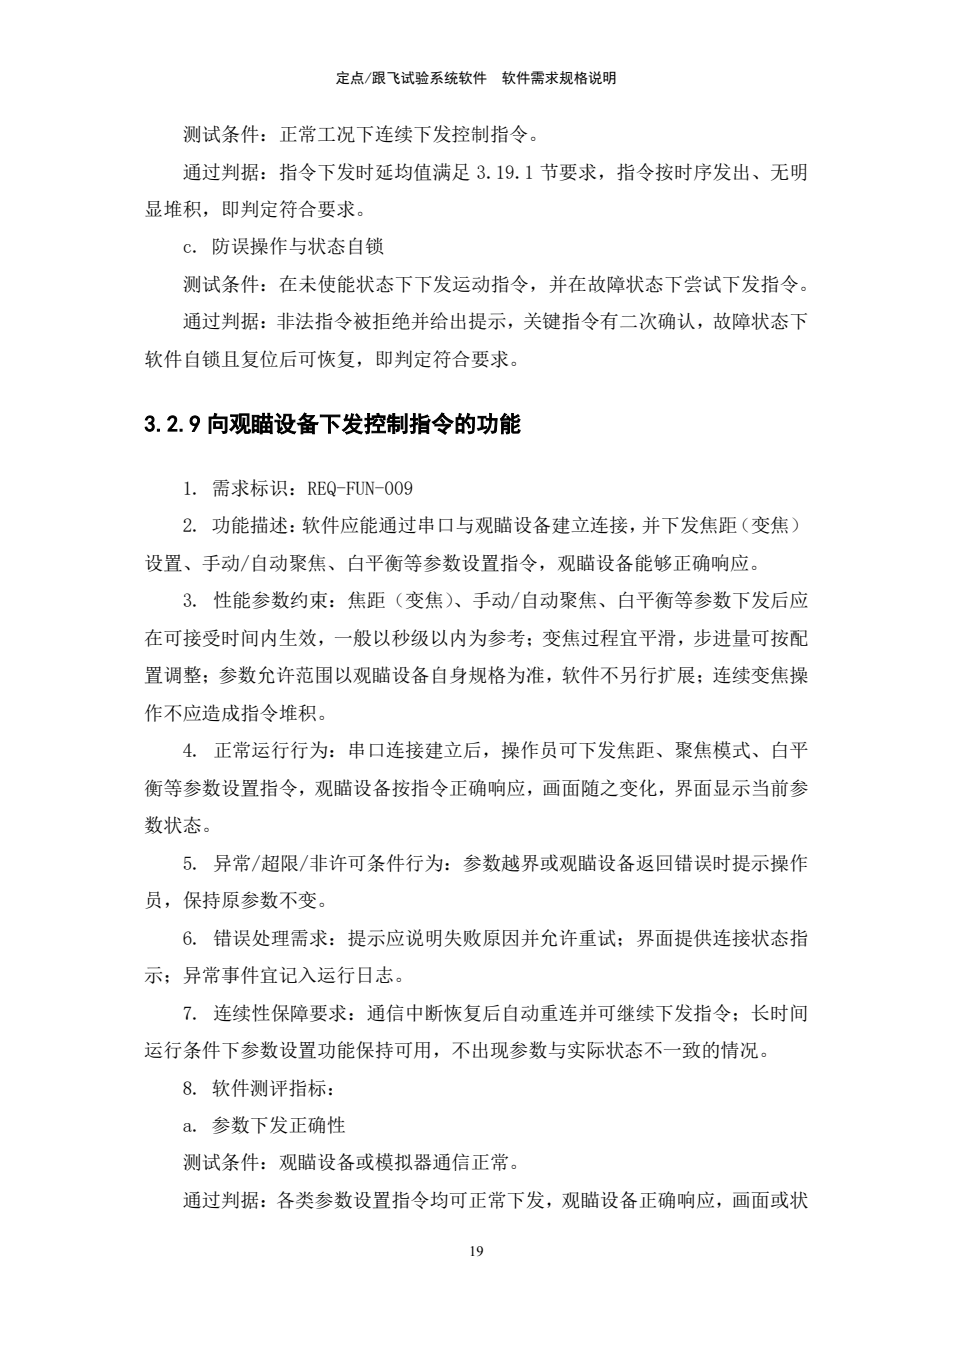 定点/跟飞试验系统软件　软件需求规格说明
测试条件：正常工况下连续下发控制指令。
通过判据：指令下发时延均值满足 3.19.1 节要求，指令按时序发出、无明
显堆积，即判定符合要求。
c. 防误操作与状态自锁
测试条件：在未使能状态下下发运动指令，并在故障状态下尝试下发指令。
通过判据：非法指令被拒绝并给出提示，关键指令有二次确认，故障状态下
软件自锁且复位后可恢复，即判定符合要求。
3.2.9 向观瞄设备下发控制指令的功能
1. 需求标识：REQ-FUN-009
2. 功能描述：软件应能通过串口与观瞄设备建立连接，并下发焦距（变焦）
设置、手动/自动聚焦、白平衡等参数设置指令，观瞄设备能够正确响应。
3. 性能参数约束：焦距（变焦）、手动/自动聚焦、白平衡等参数下发后应
在可接受时间内生效，一般以秒级以内为参考；变焦过程宜平滑，步进量可按配
置调整；参数允许范围以观瞄设备自身规格为准，软件不另行扩展；连续变焦操
作不应造成指令堆积。
4. 正常运行行为：串口连接建立后，操作员可下发焦距、聚焦模式、白平
衡等参数设置指令，观瞄设备按指令正确响应，画面随之变化，界面显示当前参
数状态。
5. 异常/超限/非许可条件行为：参数越界或观瞄设备返回错误时提示操作
员，保持原参数不变。
6. 错误处理需求：提示应说明失败原因并允许重试；界面提供连接状态指
示；异常事件宜记入运行日志。
7. 连续性保障要求：通信中断恢复后自动重连并可继续下发指令；长时间
运行条件下参数设置功能保持可用，不出现参数与实际状态不一致的情况。
8. 软件测评指标：
a. 参数下发正确性
测试条件：观瞄设备或模拟器通信正常。
通过判据：各类参数设置指令均可正常下发，观瞄设备正确响应，画面或状
19